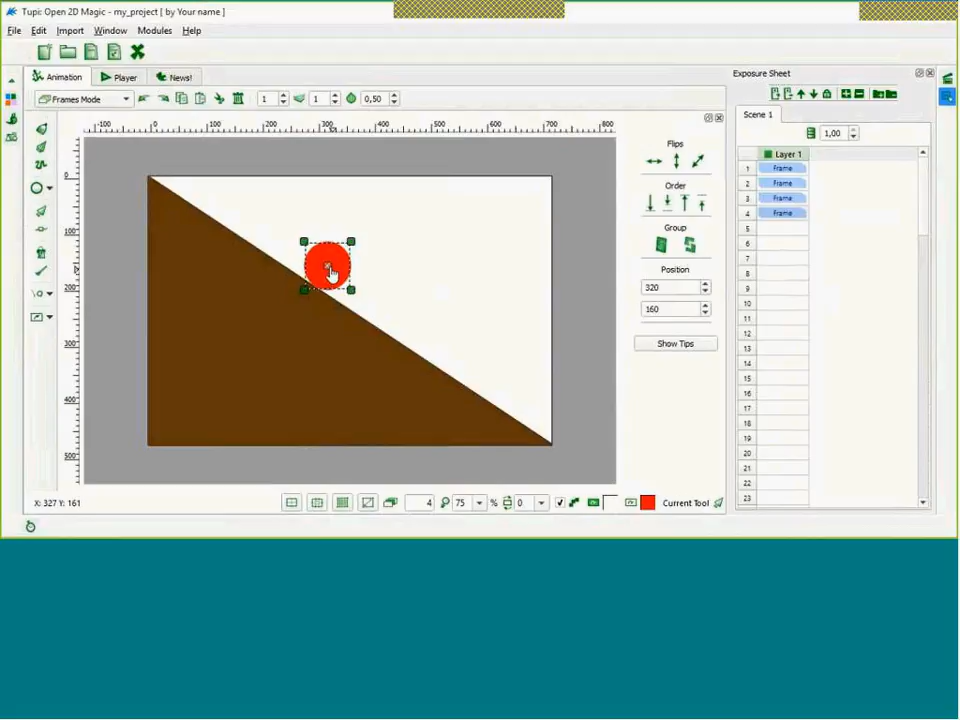 Tupi: Open 2D Magic - my_project [ by Your name ]
File Edit Import Window Modules Help
Animation Player News!
Exposure Sheet
Frames Mode 1 1 0,50
Scene 1
-100 0 100 200 300 400 500 600 700 800
Flips
1,00
Layer 1
0
1 Frame
2 Frame
3 Frame
4 Frame
5
6
7
8
9
10
11
12
13
14
15
16
17
18
19
20
21
22
23
Order
100
Group
Position
200
320
160
300
Show Tips
400
500
X: 327 Y: 161
4 75 % 0 Current Tool